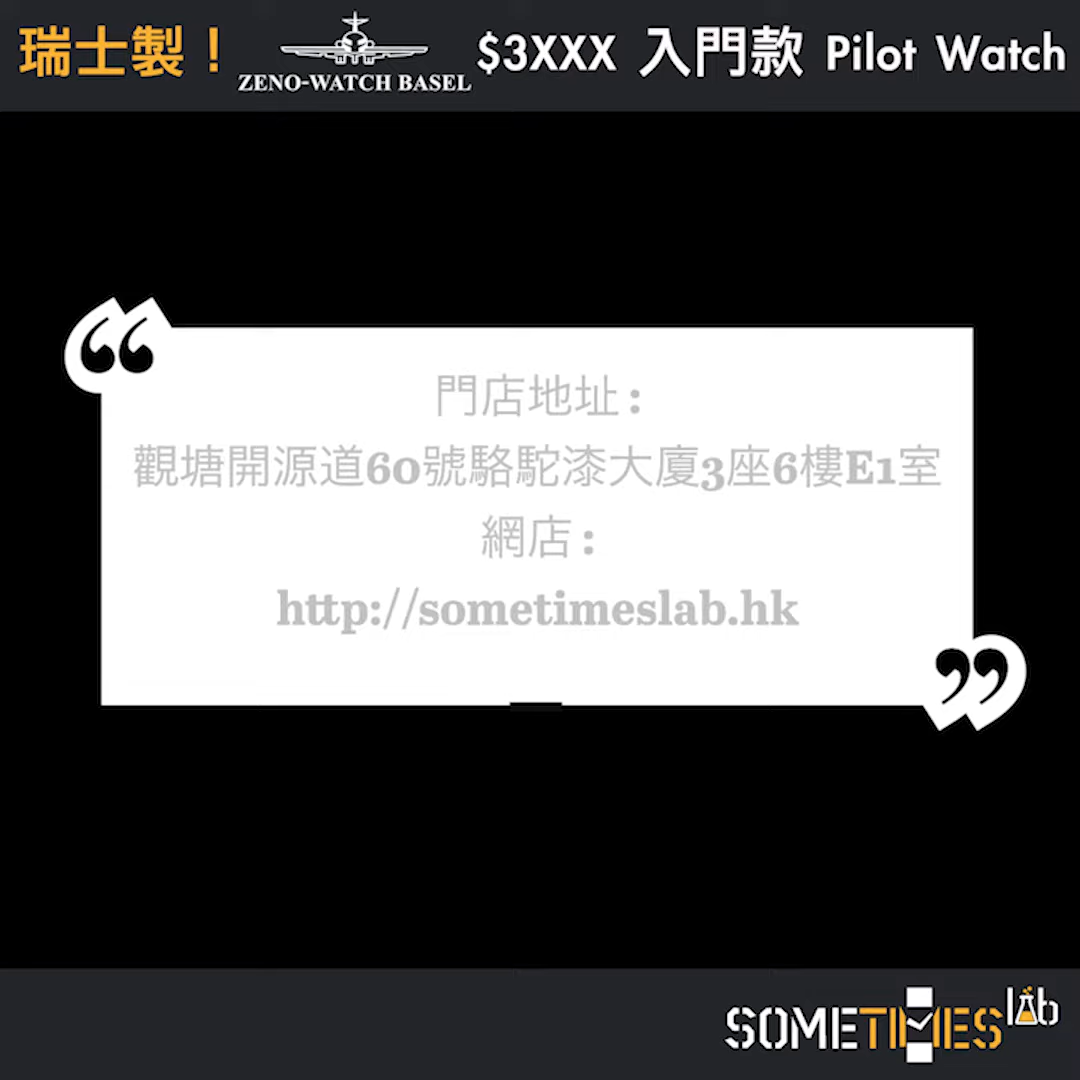 瑞士製！ ZENO-WATCH BASEL $3XXX 入門款 Pilot Watch
門店地址：
觀塘開源道60號駱駝漆大廈3座6樓E1室
網店：
http://sometimeslab.hk
SOMETIMES lab